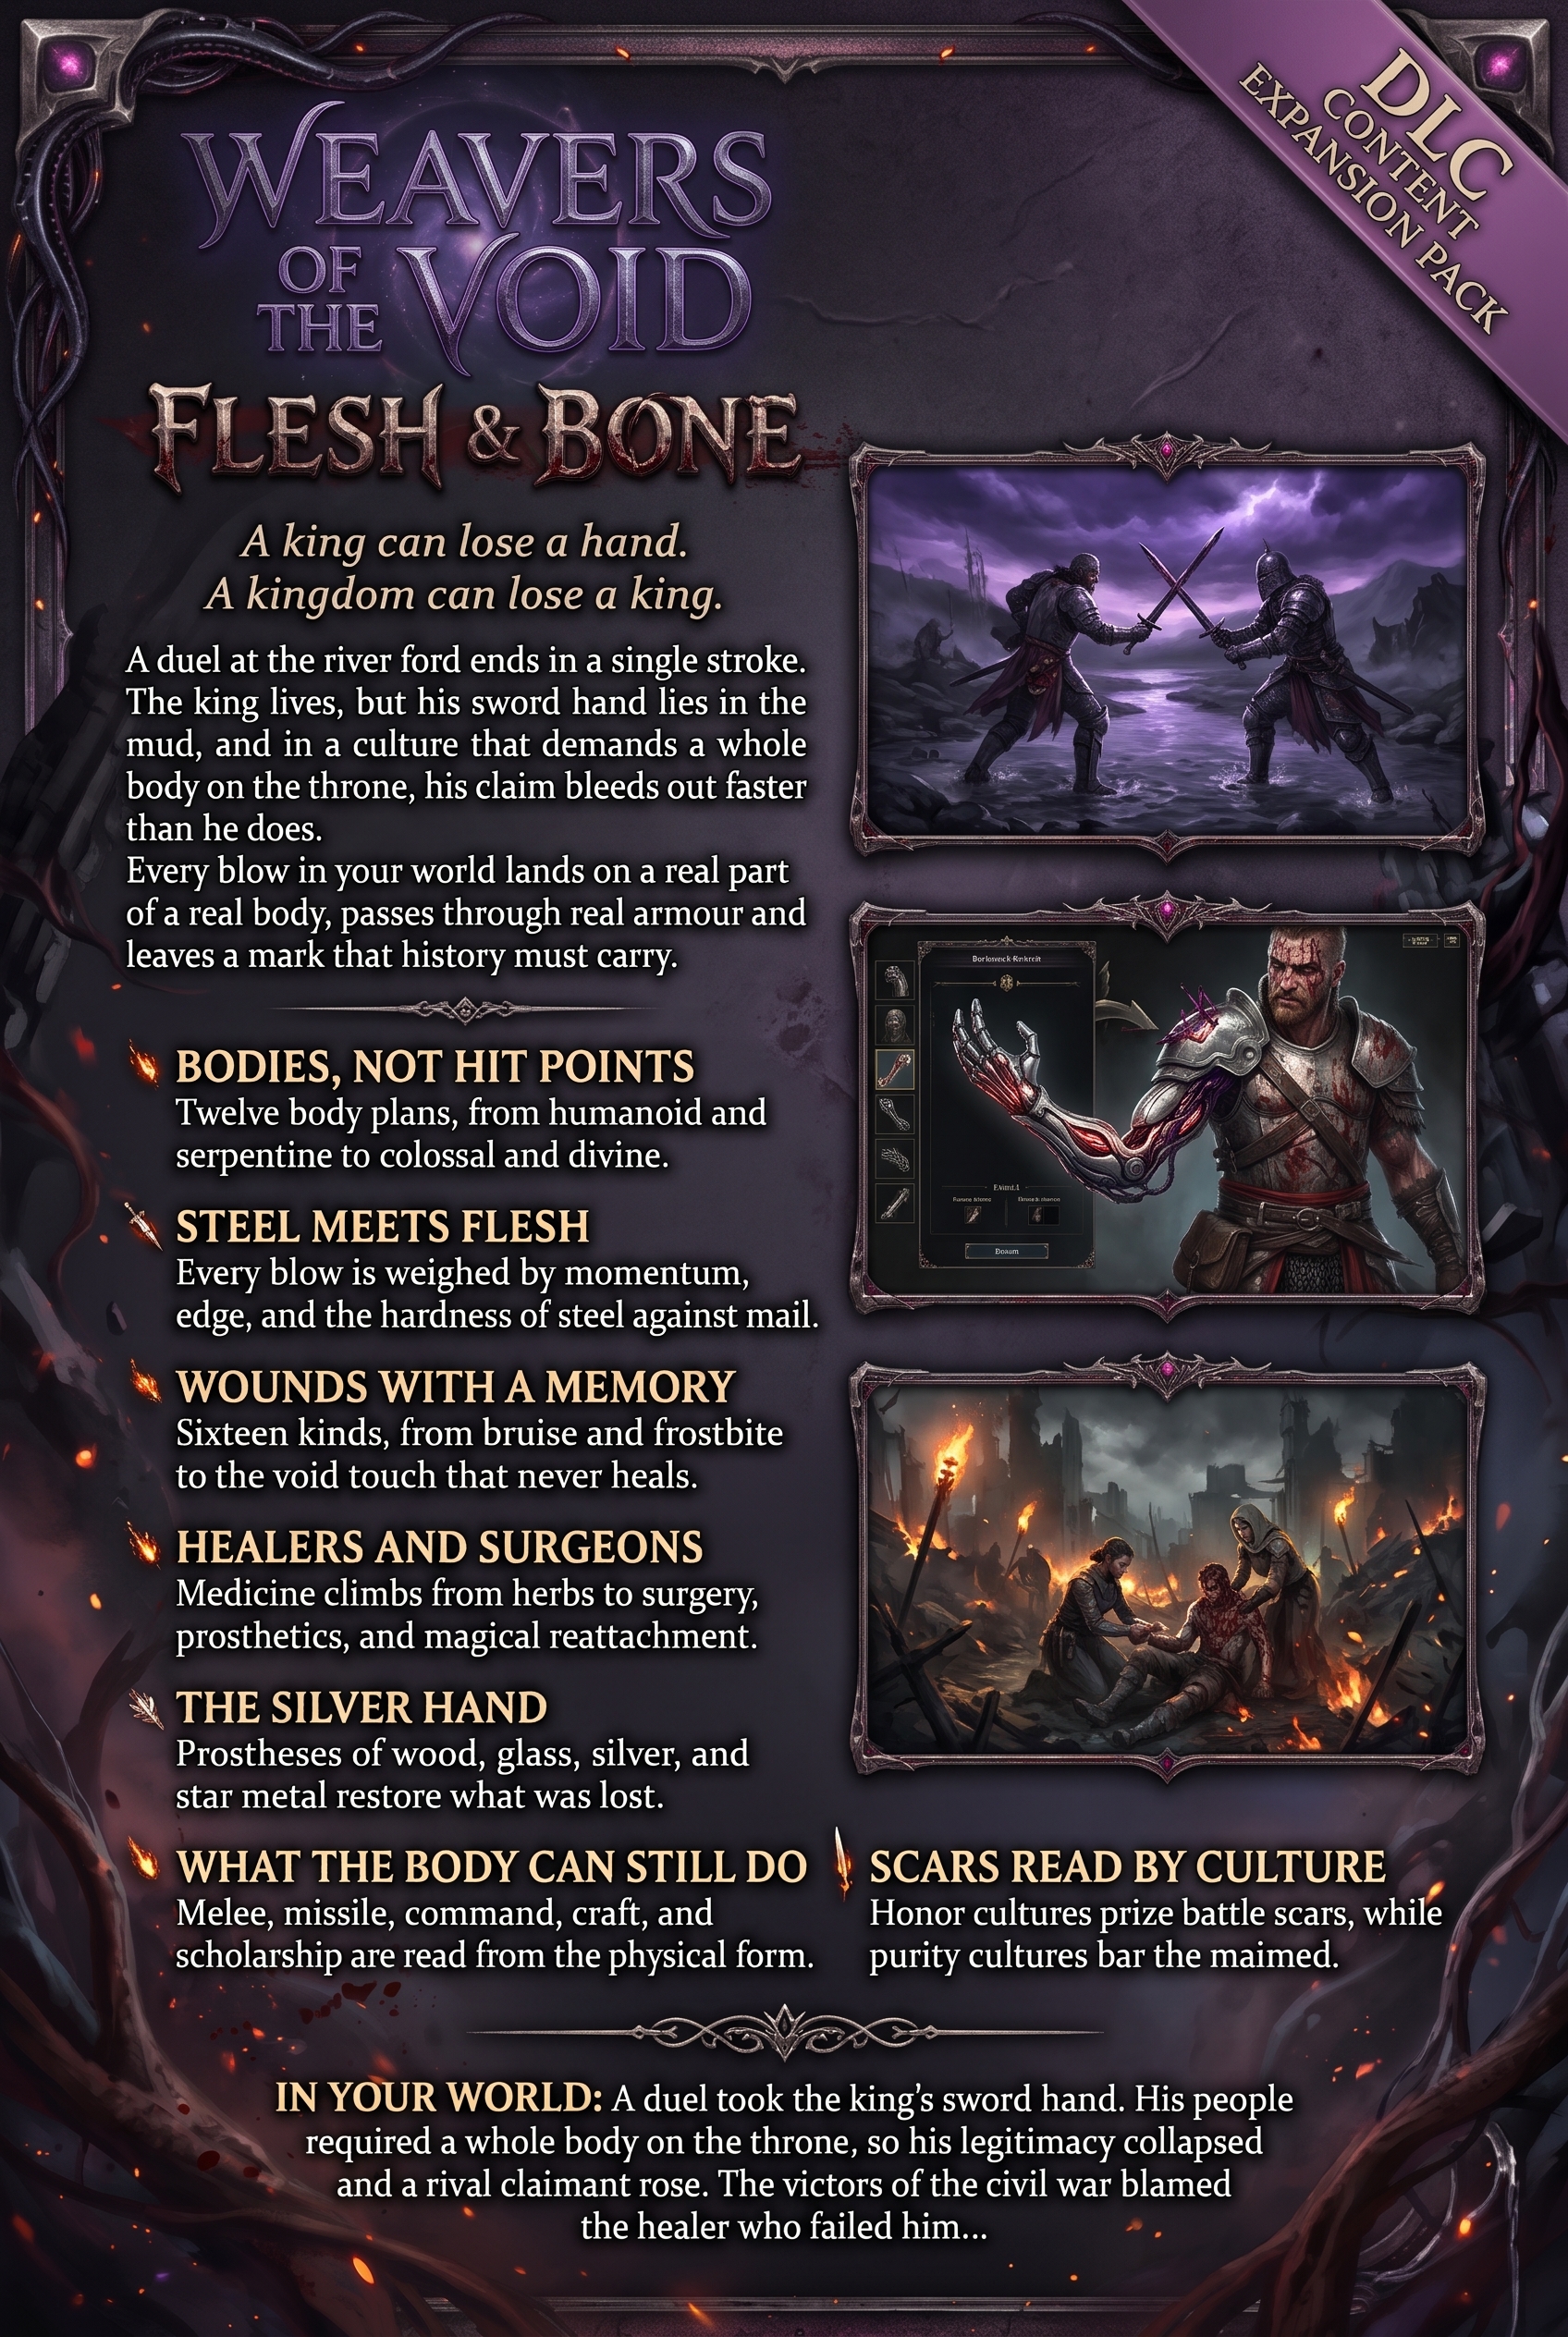 DLC
CONTENT
EXPANSION PACK
WEAVERS
OF THE VOID
FLESH & BONE
A king can lose a hand.
A kingdom can lose a king.
A duel at the river ford ends in a single stroke.
The king lives, but his sword hand lies in the
mud, and in a culture that demands a whole
body on the throne, his claim bleeds out faster
than he does.
Every blow in your world lands on a real part
of a real body, passes through real armour and
leaves a mark that history must carry.
BODIES, NOT HIT POINTS
Twelve body plans, from humanoid and
serpentine to colossal and divine.
STEEL MEETS FLESH
Every blow is weighed by momentum,
edge, and the hardness of steel against mail.
WOUNDS WITH A MEMORY
Sixteen kinds, from bruise and frostbite
to the void touch that never heals.
HEALERS AND SURGEONS
Medicine climbs from herbs to surgery,
prosthetics, and magical reattachment.
THE SILVER HAND
Prostheses of wood, glass, silver, and
star metal restore what was lost.
WHAT THE BODY CAN STILL DO
Melee, missile, command, craft, and
scholarship are read from the physical form.
SCARS READ BY CULTURE
Honor cultures prize battle scars, while
purity cultures bar the maimed.
IN YOUR WORLD: A duel took the king's sword hand. His people
required a whole body on the throne, so his legitimacy collapsed
and a rival claimant rose. The victors of the civil war blamed
the healer who failed him...